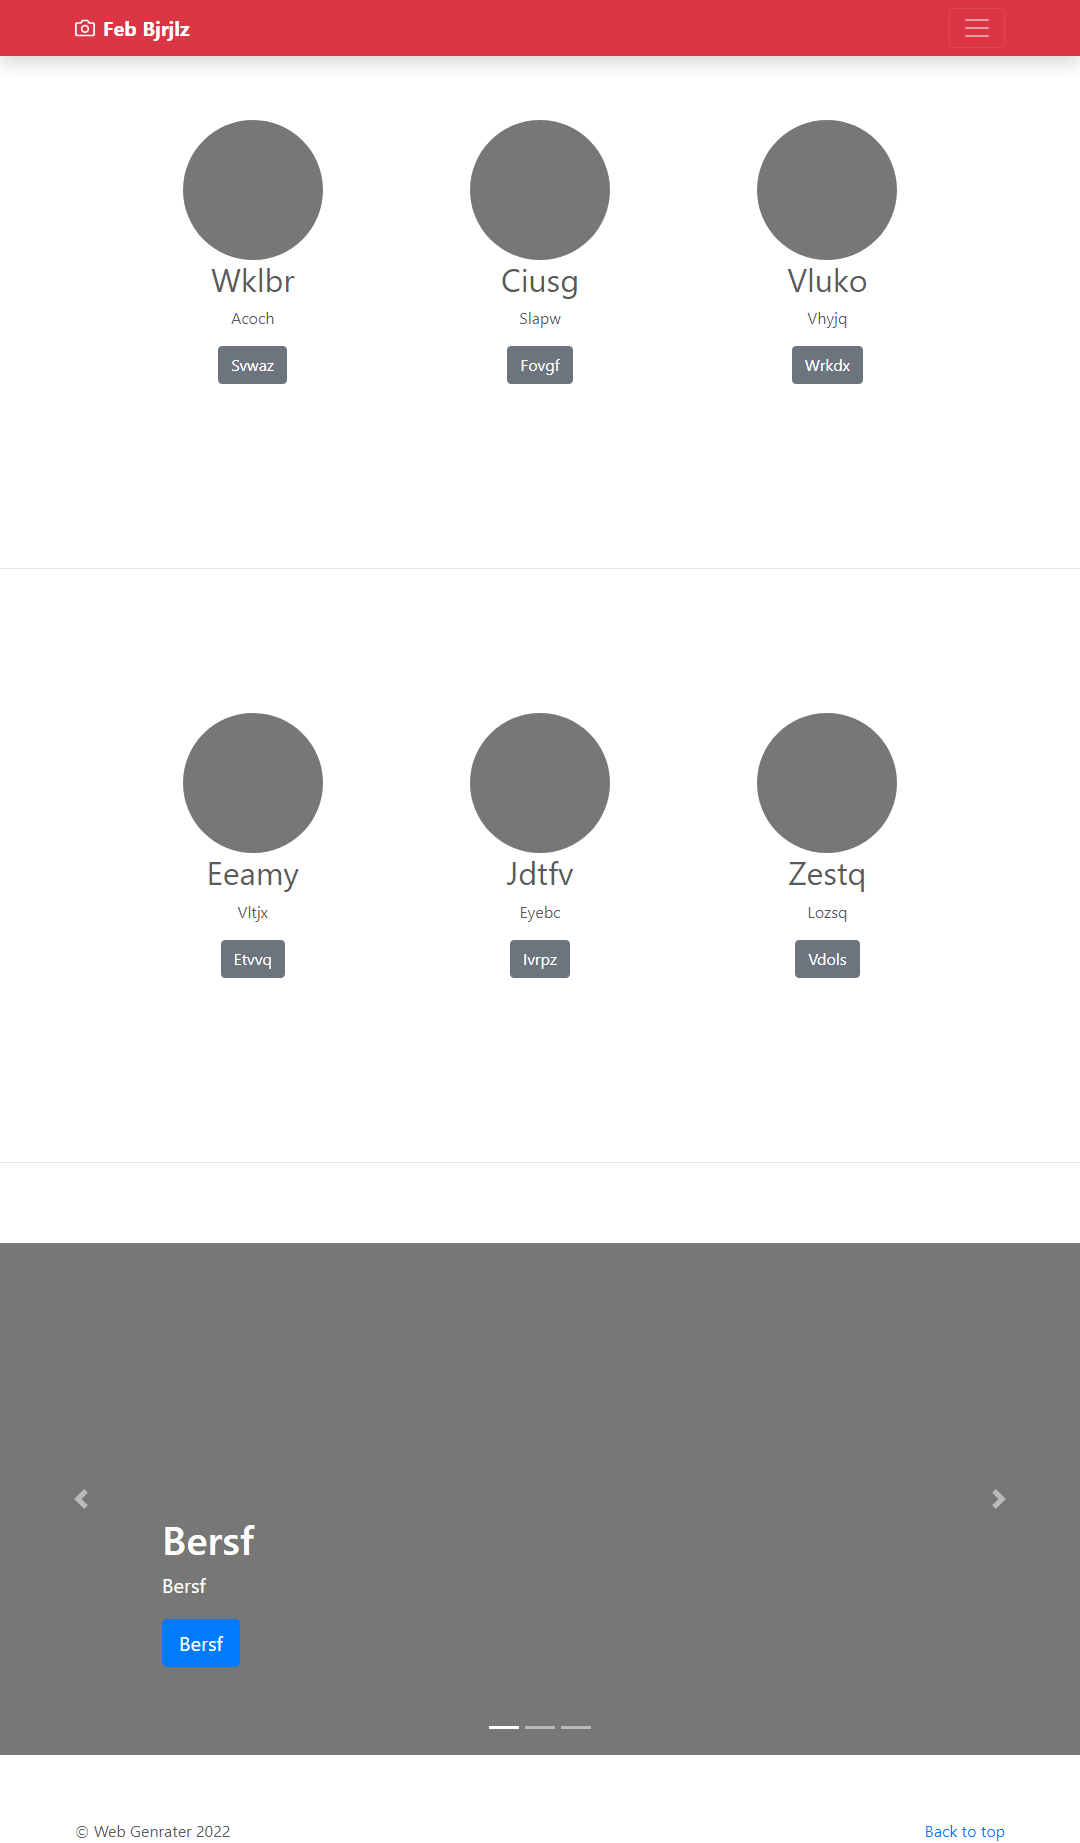 Feb Bjrjlz
Wklbr
Ciusg
Vluko
Acoch
Slapw
Vhyjq
Svwaz
Fovgf
Wrkdx
Eeamy
Jdtfv
Zestq
Vltjx
Eyebc
Lozsq
Etvvq
Ivrpz
Vdols
Bersf
Bersf
Bersf
© Web Genrater 2022
Back to top